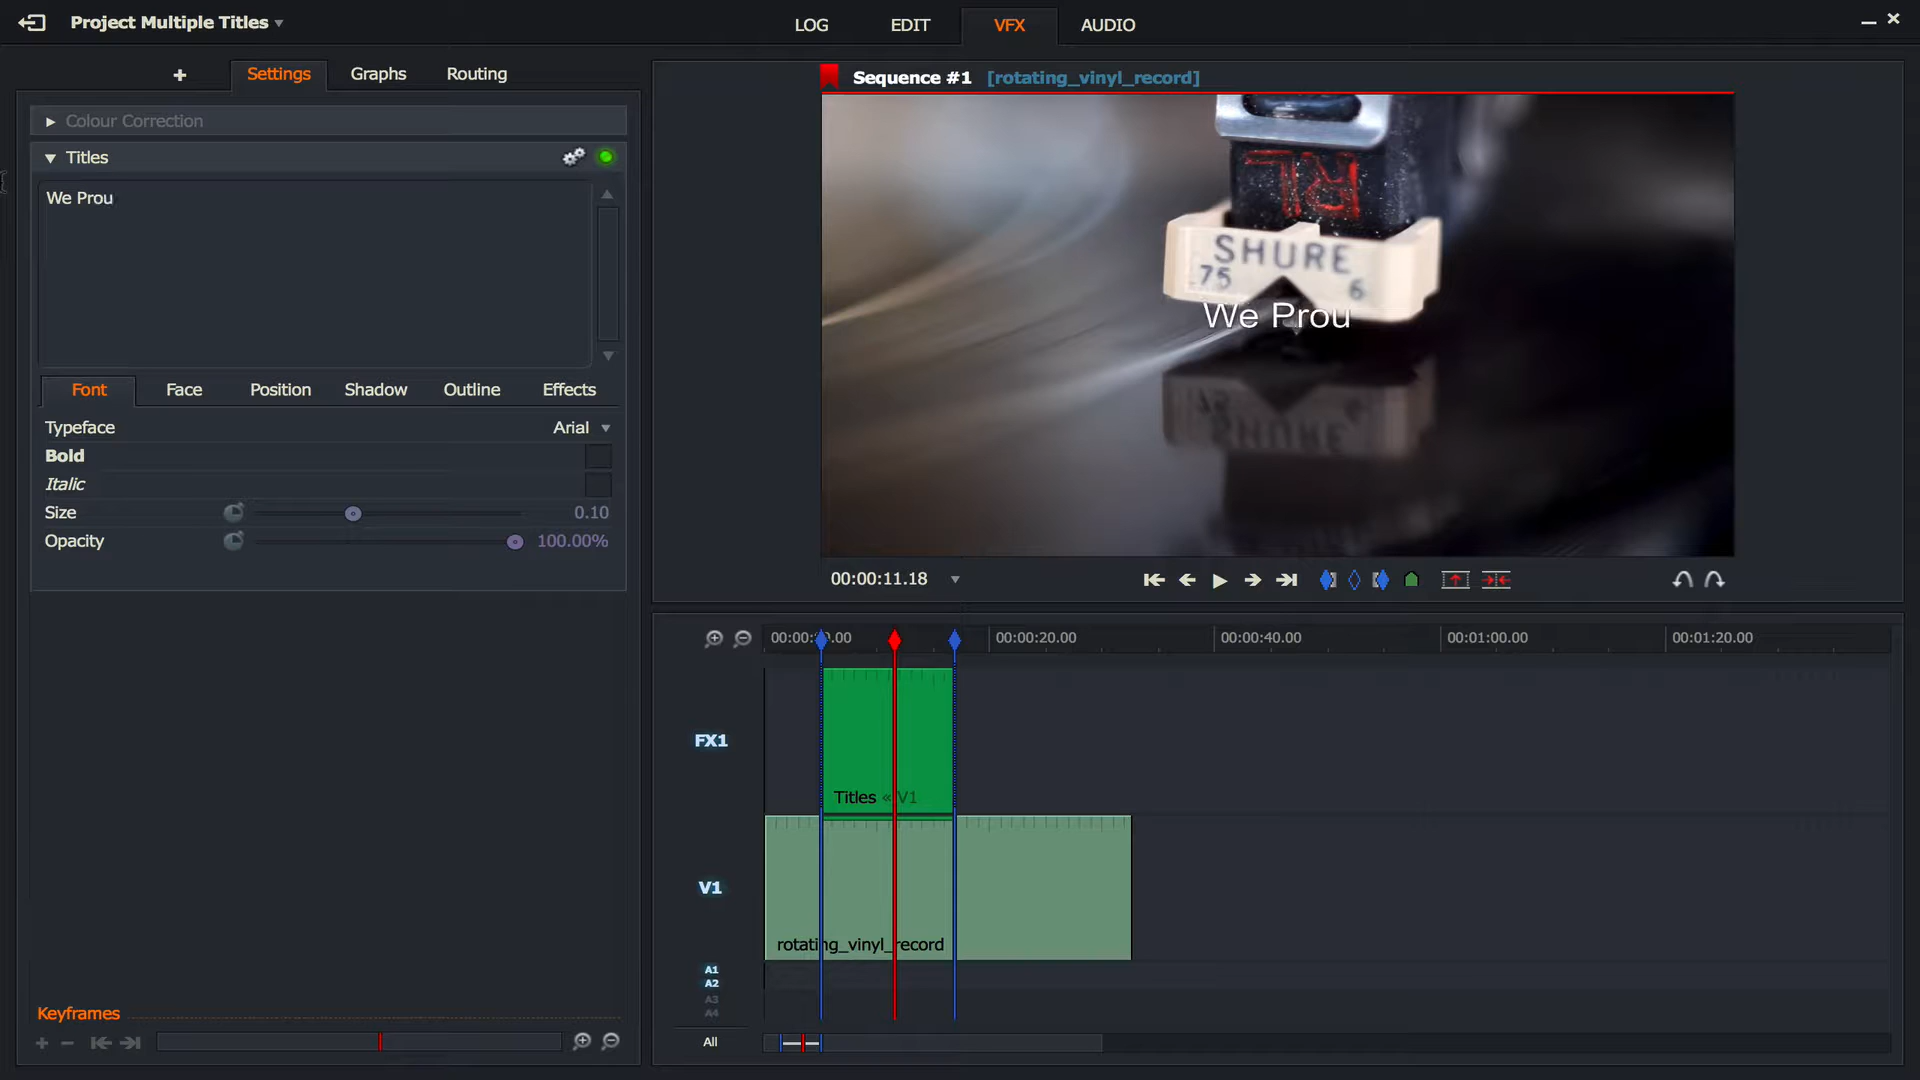 Project Multiple Titles
LOG EDIT VFX AUDIO
+ Settings Graphs Routing
Sequence #1 [rotating_vinyl_record]
Colour Correction
Titles
We Prou
SHURE
75 6
We Prou
Font Face Position Shadow Outline Effects
Typeface Arial
Bold
Italic
Size 0.10
Opacity 100.00%
00:00:11.18
00:00:20.00 00:00:40.00 00:01:00.00 00:01:20.00
FX1
Titles « V1
V1
rotating_vinyl_record
A1
A2
A3
A4
Keyframes
All